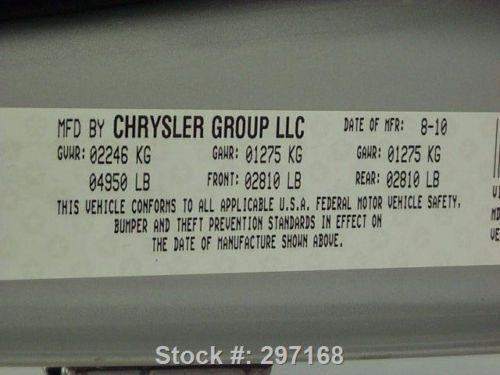 MFD BY CHRYSLER GROUP LLC DATE OF MFR: 8-10
GVWR: 02246 KG GAWR: 01275 KG GAWR: 01275 KG
04950 LB FRONT: 02810 LB REAR: 02810 LB
THIS VEHICLE CONFORMS TO ALL APPLICABLE U.S.A. FEDERAL MOTOR VEHICLE SAFETY,
BUMPER AND THEFT PREVENTION STANDARDS IN EFFECT ON
THE DATE OF MANUFACTURE SHOWN ABOVE.
Stock #: 297168